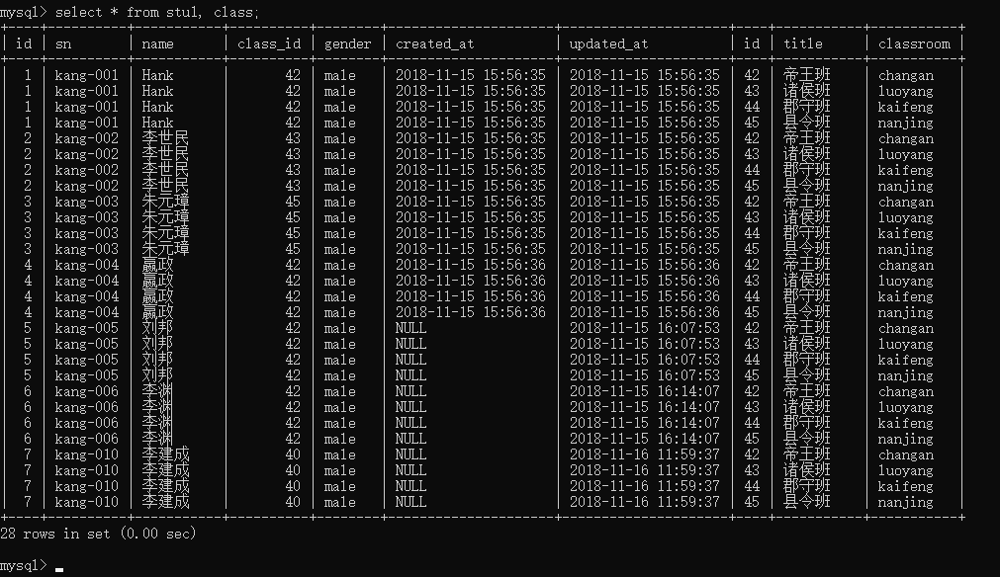 mysql> select * from stu1, class;
+----+----------+--------+----------+--------+---------------------+---------------------+----+--------+-----------+
| id | sn | name | class_id | gender | created_at | updated_at | id | title | classroom |
+----+----------+--------+----------+--------+---------------------+---------------------+----+--------+-----------+
| 1 | kang-001 | Hank | 42 | male | 2018-11-15 15:56:35 | 2018-11-15 15:56:35 | 42 | 帝王班 | changan |
| 1 | kang-001 | Hank | 42 | male | 2018-11-15 15:56:35 | 2018-11-15 15:56:35 | 43 | 诸侯班 | luoyang |
| 1 | kang-001 | Hank | 42 | male | 2018-11-15 15:56:35 | 2018-11-15 15:56:35 | 44 | 郡守班 | kaifeng |
| 1 | kang-001 | Hank | 42 | male | 2018-11-15 15:56:35 | 2018-11-15 15:56:35 | 45 | 县令班 | nanjing |
| 2 | kang-002 | 李世民 | 43 | male | 2018-11-15 15:56:35 | 2018-11-15 15:56:35 | 42 | 帝王班 | changan |
| 2 | kang-002 | 李世民 | 43 | male | 2018-11-15 15:56:35 | 2018-11-15 15:56:35 | 43 | 诸侯班 | luoyang |
| 2 | kang-002 | 李世民 | 43 | male | 2018-11-15 15:56:35 | 2018-11-15 15:56:35 | 44 | 郡守班 | kaifeng |
| 2 | kang-002 | 李世民 | 43 | male | 2018-11-15 15:56:35 | 2018-11-15 15:56:35 | 45 | 县令班 | nanjing |
| 3 | kang-003 | 朱元璋 | 45 | male | 2018-11-15 15:56:35 | 2018-11-15 15:56:35 | 42 | 帝王班 | changan |
| 3 | kang-003 | 朱元璋 | 45 | male | 2018-11-15 15:56:35 | 2018-11-15 15:56:35 | 43 | 诸侯班 | luoyang |
| 3 | kang-003 | 朱元璋 | 45 | male | 2018-11-15 15:56:35 | 2018-11-15 15:56:35 | 44 | 郡守班 | kaifeng |
| 3 | kang-003 | 朱元璋 | 45 | male | 2018-11-15 15:56:35 | 2018-11-15 15:56:35 | 45 | 县令班 | nanjing |
| 4 | kang-004 | 嬴政 | 42 | male | 2018-11-15 15:56:36 | 2018-11-15 15:56:36 | 42 | 帝王班 | changan |
| 4 | kang-004 | 嬴政 | 42 | male | 2018-11-15 15:56:36 | 2018-11-15 15:56:36 | 43 | 诸侯班 | luoyang |
| 4 | kang-004 | 嬴政 | 42 | male | 2018-11-15 15:56:36 | 2018-11-15 15:56:36 | 44 | 郡守班 | kaifeng |
| 4 | kang-004 | 嬴政 | 42 | male | 2018-11-15 15:56:36 | 2018-11-15 15:56:36 | 45 | 县令班 | nanjing |
| 5 | kang-005 | 刘邦 | 42 | male | NULL | 2018-11-15 16:07:53 | 42 | 帝王班 | changan |
| 5 | kang-005 | 刘邦 | 42 | male | NULL | 2018-11-15 16:07:53 | 43 | 诸侯班 | luoyang |
| 5 | kang-005 | 刘邦 | 42 | male | NULL | 2018-11-15 16:07:53 | 44 | 郡守班 | kaifeng |
| 5 | kang-005 | 刘邦 | 42 | male | NULL | 2018-11-15 16:07:53 | 45 | 县令班 | nanjing |
| 6 | kang-006 | 李渊 | 42 | male | NULL | 2018-11-15 16:14:07 | 42 | 帝王班 | changan |
| 6 | kang-006 | 李渊 | 42 | male | NULL | 2018-11-15 16:14:07 | 43 | 诸侯班 | luoyang |
| 6 | kang-006 | 李渊 | 42 | male | NULL | 2018-11-15 16:14:07 | 44 | 郡守班 | kaifeng |
| 6 | kang-006 | 李渊 | 42 | male | NULL | 2018-11-15 16:14:07 | 45 | 县令班 | nanjing |
| 7 | kang-010 | 李建成 | 40 | male | NULL | 2018-11-16 11:59:37 | 42 | 帝王班 | changan |
| 7 | kang-010 | 李建成 | 40 | male | NULL | 2018-11-16 11:59:37 | 43 | 诸侯班 | luoyang |
| 7 | kang-010 | 李建成 | 40 | male | NULL | 2018-11-16 11:59:37 | 44 | 郡守班 | kaifeng |
| 7 | kang-010 | 李建成 | 40 | male | NULL | 2018-11-16 11:59:37 | 45 | 县令班 | nanjing |
+----+----------+--------+----------+--------+---------------------+---------------------+----+--------+-----------+
28 rows in set (0.00 sec)
mysql>